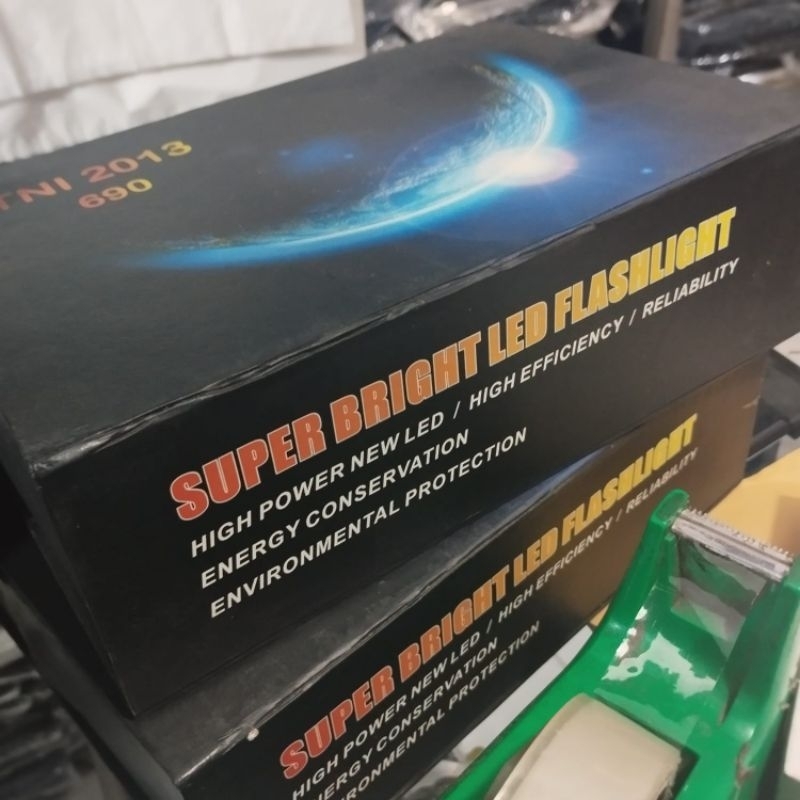 TNI 2013
690
SUPER BRIGHT LED FLASHLIGHT
HIGH POWER NEW LED / HIGH EFFICIENCY / RELIABILITY
ENERGY CONSERVATION
ENVIRONMENTAL PROTECTION
SUPER BRIGHT LED FLASHLIGHT
HIGH POWER NEW LED / HIGH EFFICIENCY / RELIABILITY
ENERGY CONSERVATION
ENVIRONMENTAL PROTECTION